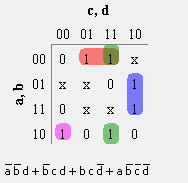 c, d
00 01 11 10
a, b
00 0 1 1 x
01 x x 0 1
11 0 x x 1
10 1 0 1 0
a̅b̅d+b̅cd+bcd̅+ab̅c̅d̅